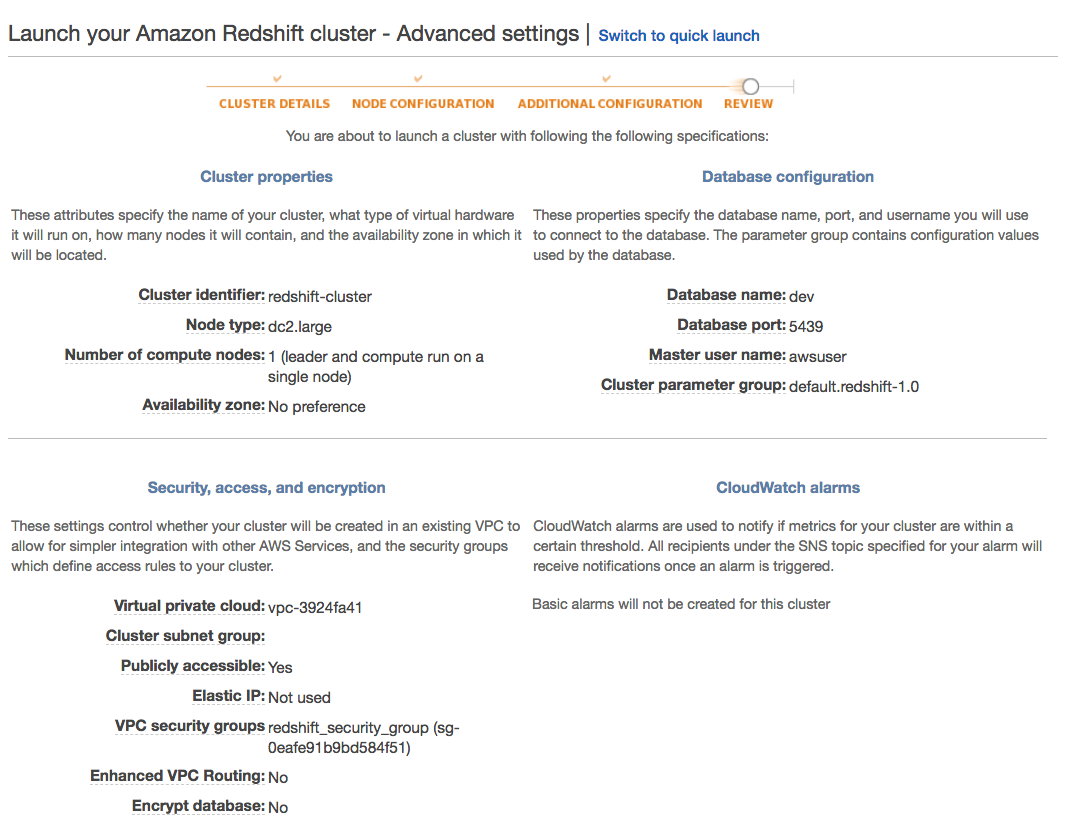 Launch your Amazon Redshift cluster - Advanced settings | Switch to quick launch
CLUSTER DETAILS NODE CONFIGURATION ADDITIONAL CONFIGURATION REVIEW
You are about to launch a cluster with following the following specifications:
Cluster properties
These attributes specify the name of your cluster, what type of virtual hardware
it will run on, how many nodes it will contain, and the availability zone in which it
will be located.
Cluster identifier: redshift-cluster
Node type: dc2.large
Number of compute nodes: 1 (leader and compute run on a
single node)
Availability zone: No preference
Database configuration
These properties specify the database name, port, and username you will use
to connect to the database. The parameter group contains configuration values
used by the database.
Database name: dev
Database port: 5439
Master user name: awsuser
Cluster parameter group: default.redshift-1.0
Security, access, and encryption
These settings control whether your cluster will be created in an existing VPC to
allow for simpler integration with other AWS Services, and the security groups
which define access rules to your cluster.
Virtual private cloud: vpc-3924fa41
Cluster subnet group:
Publicly accessible: Yes
Elastic IP: Not used
VPC security groups redshift_security_group (sg-
0eafe91b9bd584f51)
Enhanced VPC Routing: No
Encrypt database: No
CloudWatch alarms
CloudWatch alarms are used to notify if metrics for your cluster are within a
certain threshold. All recipients under the SNS topic specified for your alarm will
receive notifications once an alarm is triggered.
Basic alarms will not be created for this cluster